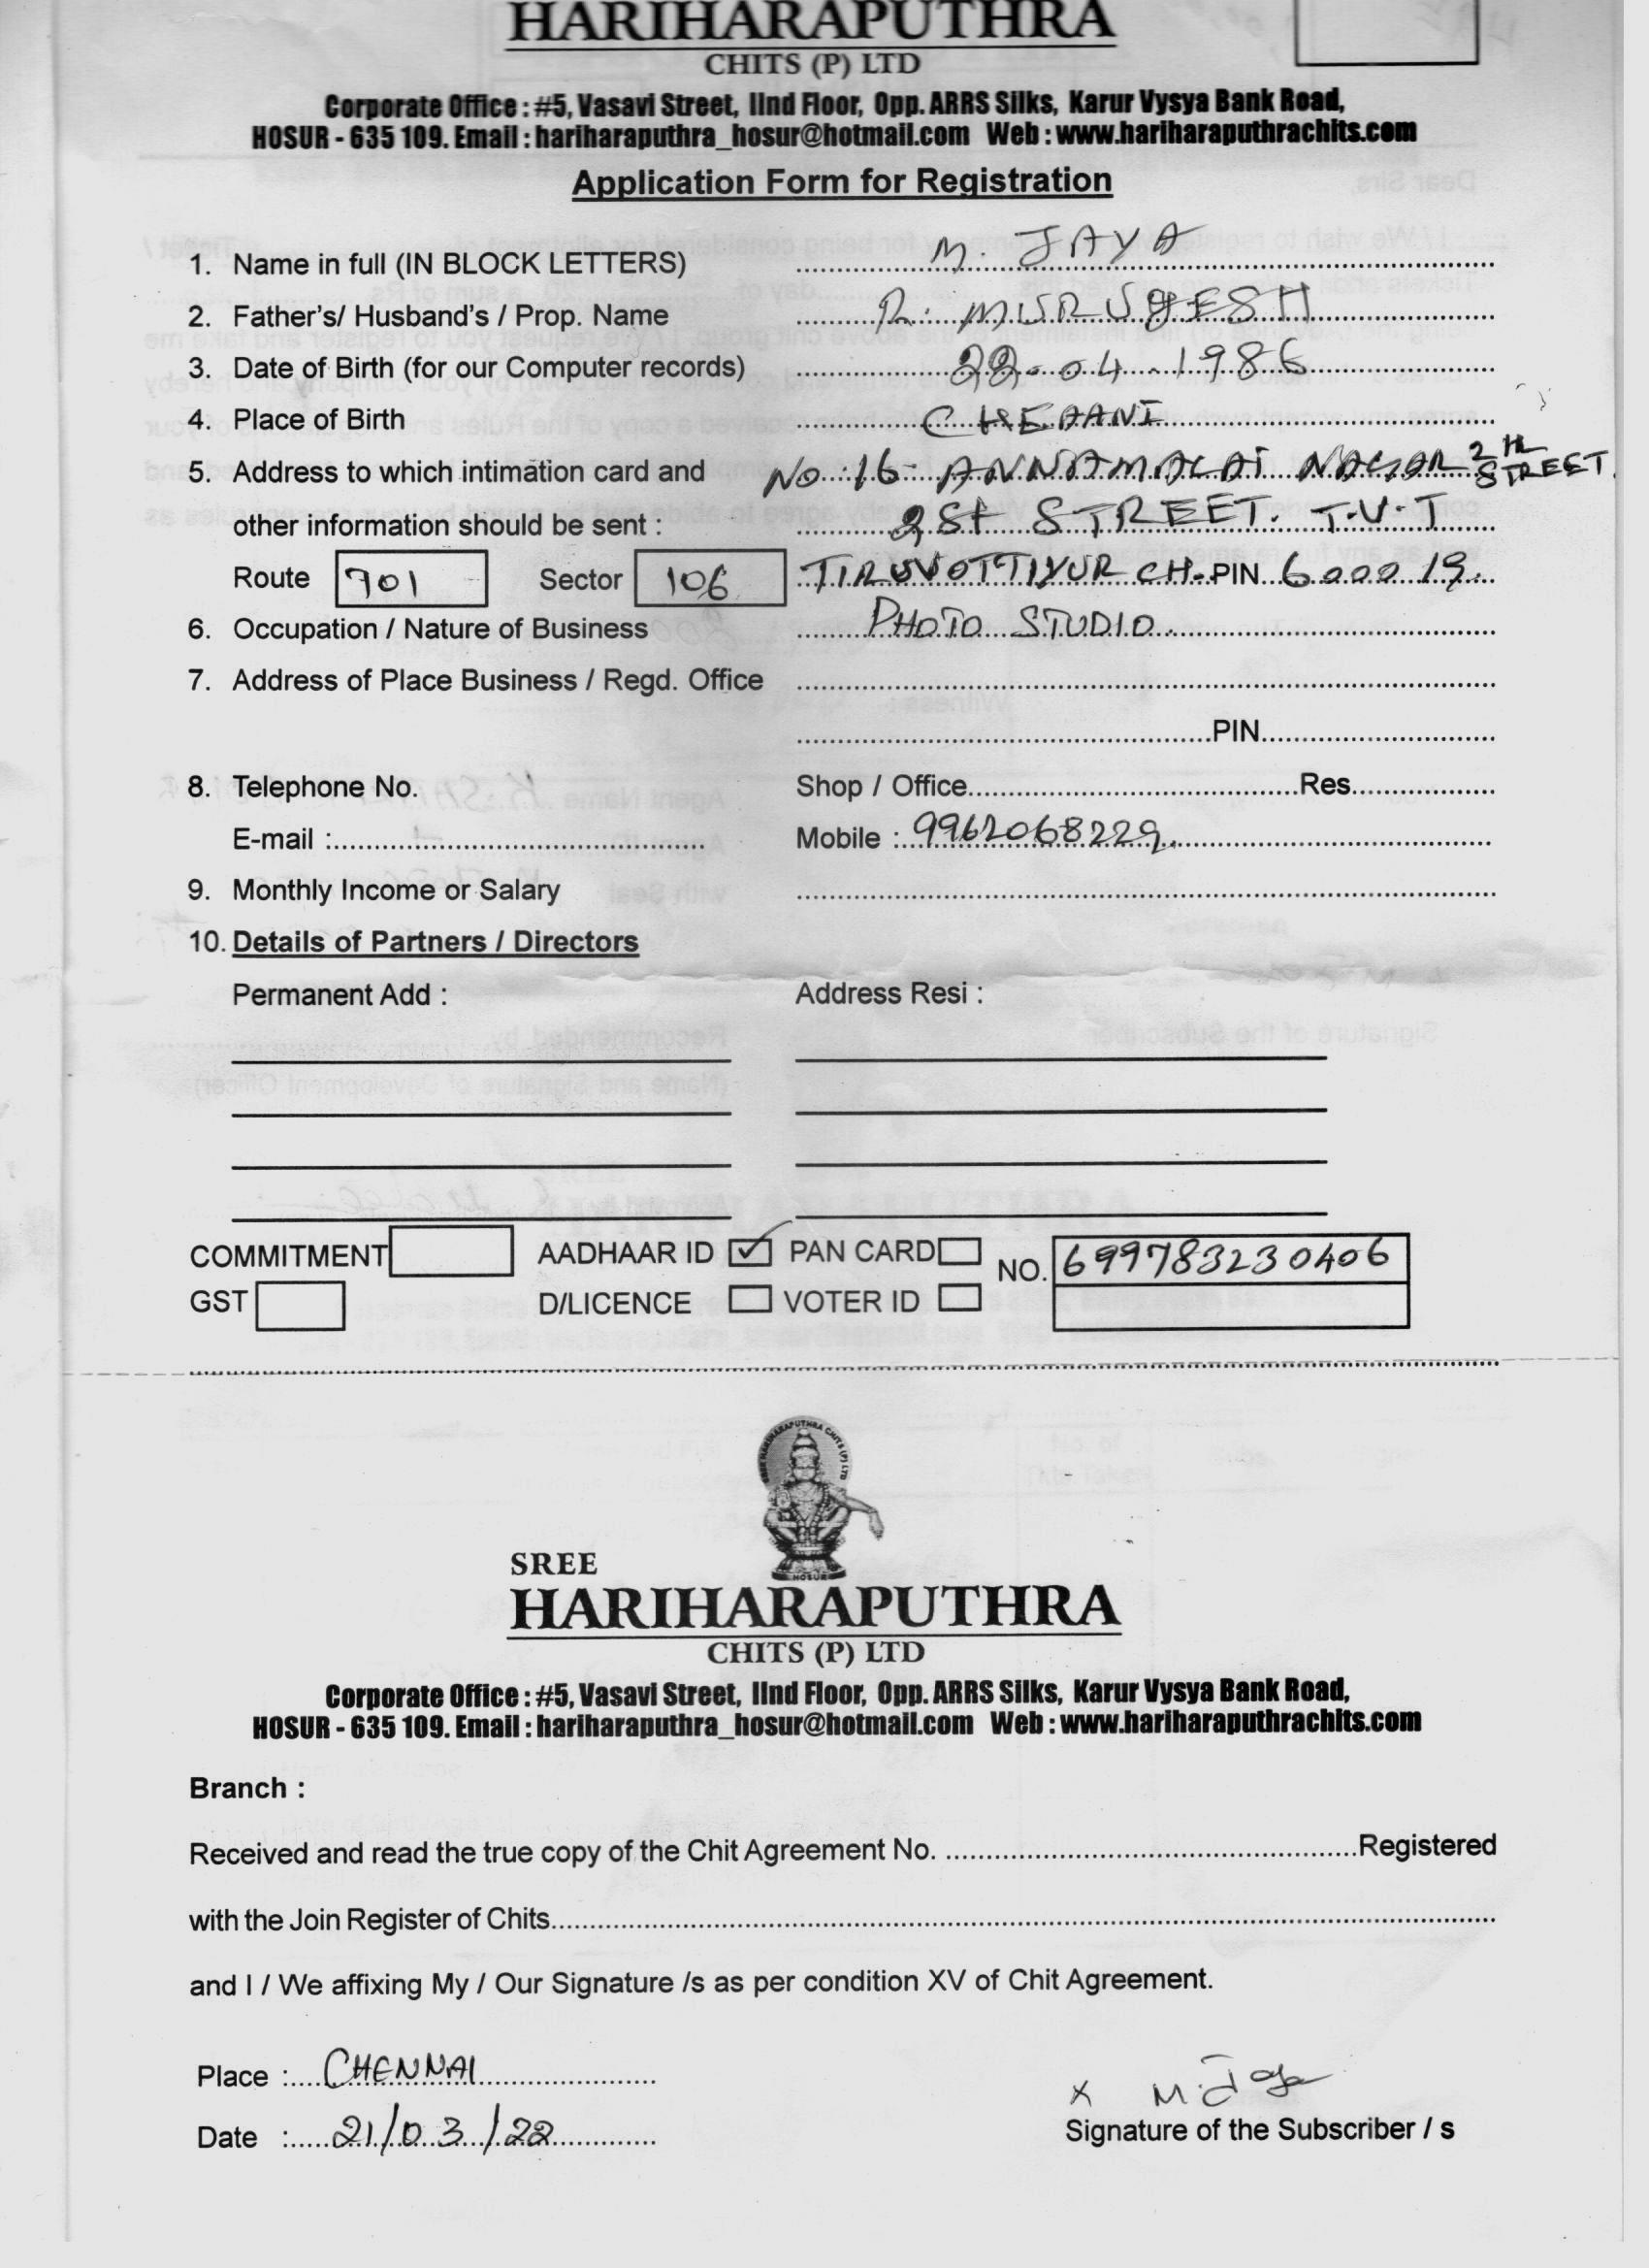 HARIHARAPUTHRA
CHITS (P) LTD
Corporate Office : #5, Vasavi Street, IInd Floor, Opp. ARRS Silks, Karur Vysya Bank Road,
HOSUR - 635 109. Email : hariharaputhra_hosur@hotmail.com Web : www.hariharaputhrachits.com
Application Form for Registration
1. Name in full (IN BLOCK LETTERS) M. JAYA
2. Father's/ Husband's / Prop. Name R. MURUGESH
3. Date of Birth (for our Computer records) 22-04-1986
4. Place of Birth
5. Address to which intimation card and No:16- ANNAMALAI NAGAR 2th STREET
other information should be sent : 2St STREET. T.V.T
Route 701 Sector 106 TIRUVOTTIYUR CH- PIN 600019.
6. Occupation / Nature of Business PHOTO STUDIO
7. Address of Place Business / Regd. Office
PIN
8. Telephone No. Shop / Office Res
E-mail : Mobile : 9962068229
9. Monthly Income or Salary
10. Details of Partners / Directors
Permanent Add : Address Resi :
COMMITMENT AADHAAR ID ✓ PAN CARD NO. 699783230406
GST D/LICENCE VOTER ID
SREE
HARIHARAPUTHRA
CHITS (P) LTD
Corporate Office : #5, Vasavi Street, IInd Floor, Opp. ARRS Silks, Karur Vysya Bank Road,
HOSUR - 635 109. Email : hariharaputhra_hosur@hotmail.com Web : www.hariharaputhrachits.com
Branch :
Received and read the true copy of the Chit Agreement No. Registered
with the Join Register of Chits
and I / We affixing My / Our Signature /s as per condition XV of Chit Agreement.
Place : CHENNAI
Date : 21/03/22
x M. Jaya
Signature of the Subscriber / s